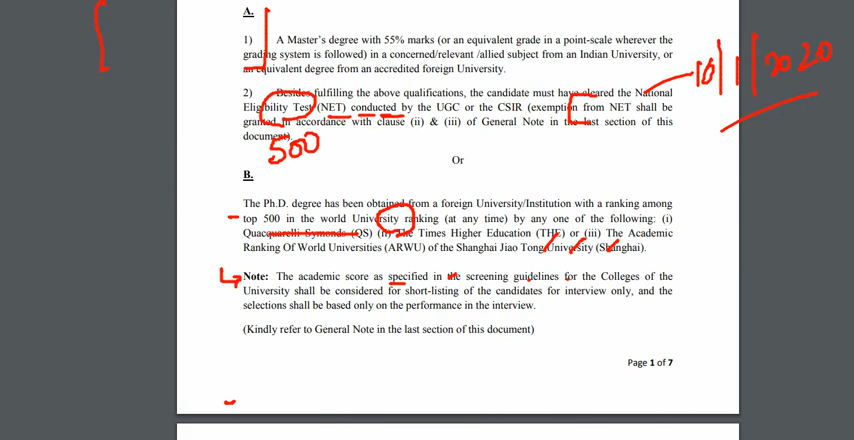 A.
1) A Master's degree with 55% marks (or an equivalent grade in a point-scale wherever the
grading system is followed) in a concerned/relevant /allied subject from an Indian University, or
an equivalent degree from an accredited foreign University.
10/1/2020
2) Besides fulfilling the above qualifications, the candidate must have cleared the National
Eligibility Test (NET) conducted by the UGC or the CSIR (exemption from NET shall be
granted in accordance with clause (ii) & (iii) of General Note in the last section of this
document).
500
Or
B.
The Ph.D. degree has been obtained from a foreign University/Institution with a ranking among
top 500 in the world University ranking (at any time) by any one of the following: (i)
Quacquarelli Symonds (QS) (ii) The Times Higher Education (THE) or (iii) The Academic
Ranking Of World Universities (ARWU) of the Shanghai Jiao Tong University (Shanghai).
Note: The academic score as specified in the screening guidelines for the Colleges of the
University shall be considered for short-listing of the candidates for interview only, and the
selections shall be based only on the performance in the interview.
(Kindly refer to General Note in the last section of this document)
Page 1 of 7